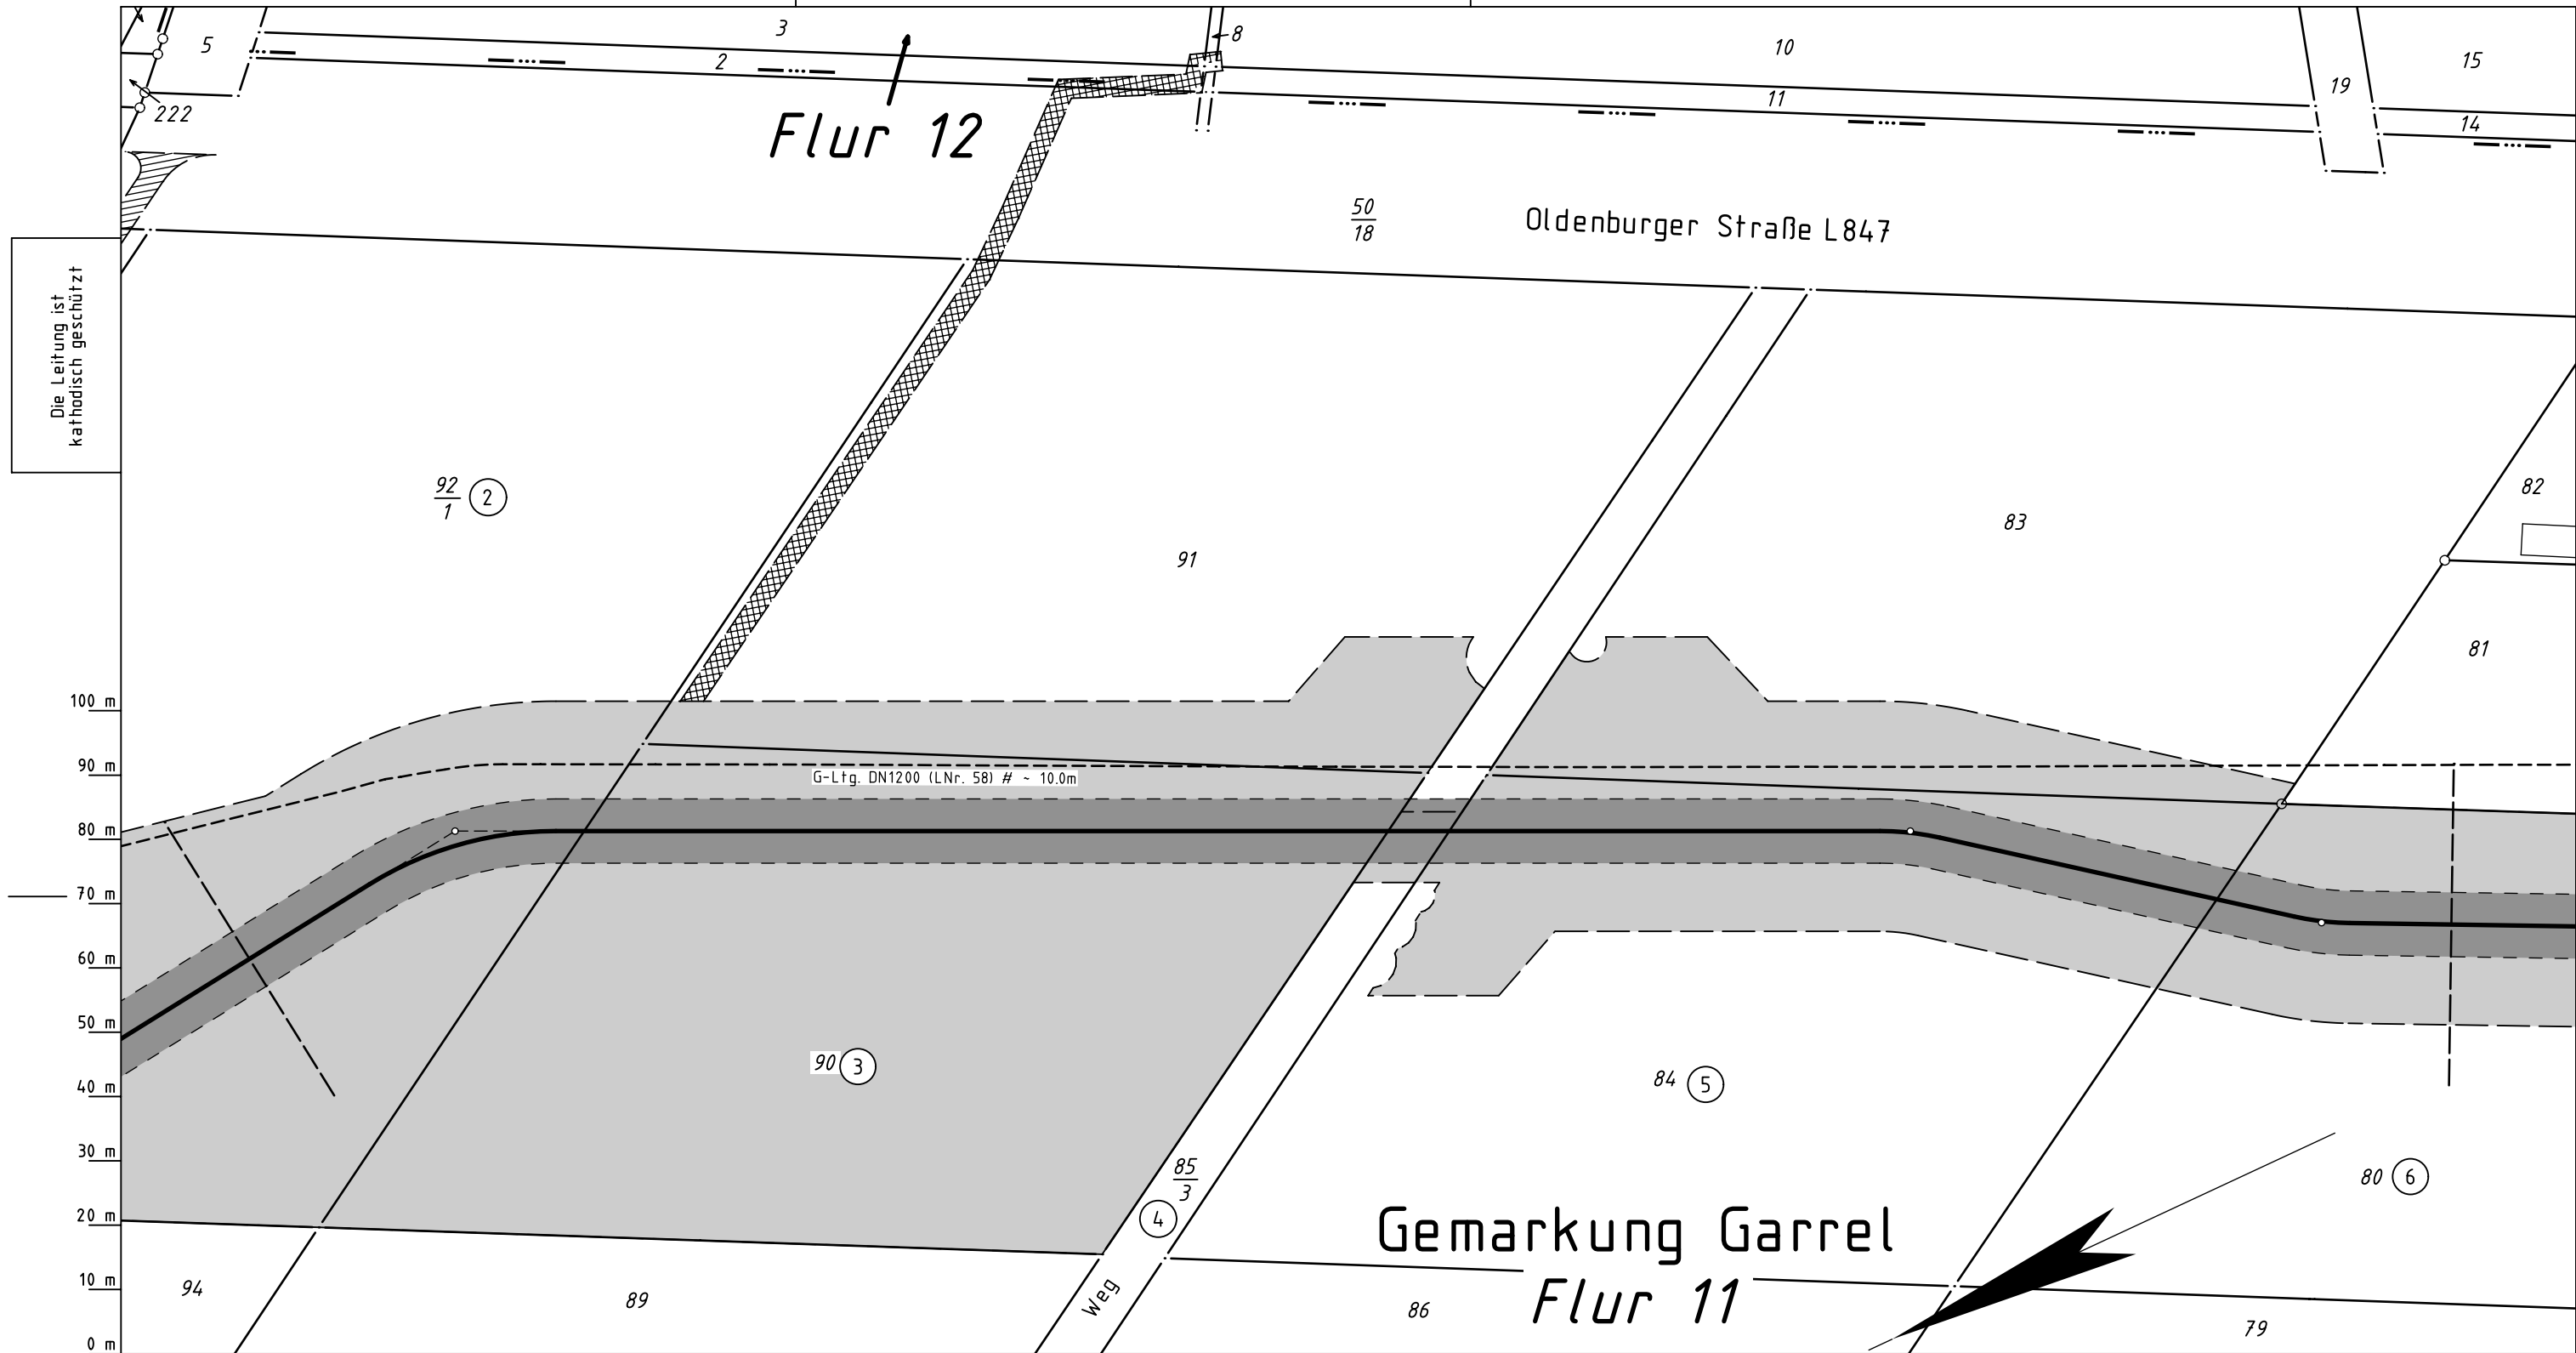 3
8
5
2
10
15
19
11
14
222
Flur 12
50
18
Oldenburger Straße L847
Die Leitung ist
kathodisch geschützt
92
1
2
91
83
82
81
100 m
90 m
G-Ltg. DN1200 (LNr. 58) # ~ 10.0m
80 m
70 m
60 m
50 m
40 m
90 3
84 5
30 m
85
3
4
80 6
20 m
Gemarkung Garrel
Flur 11
10 m
94
89
Weg
86
79
0 m